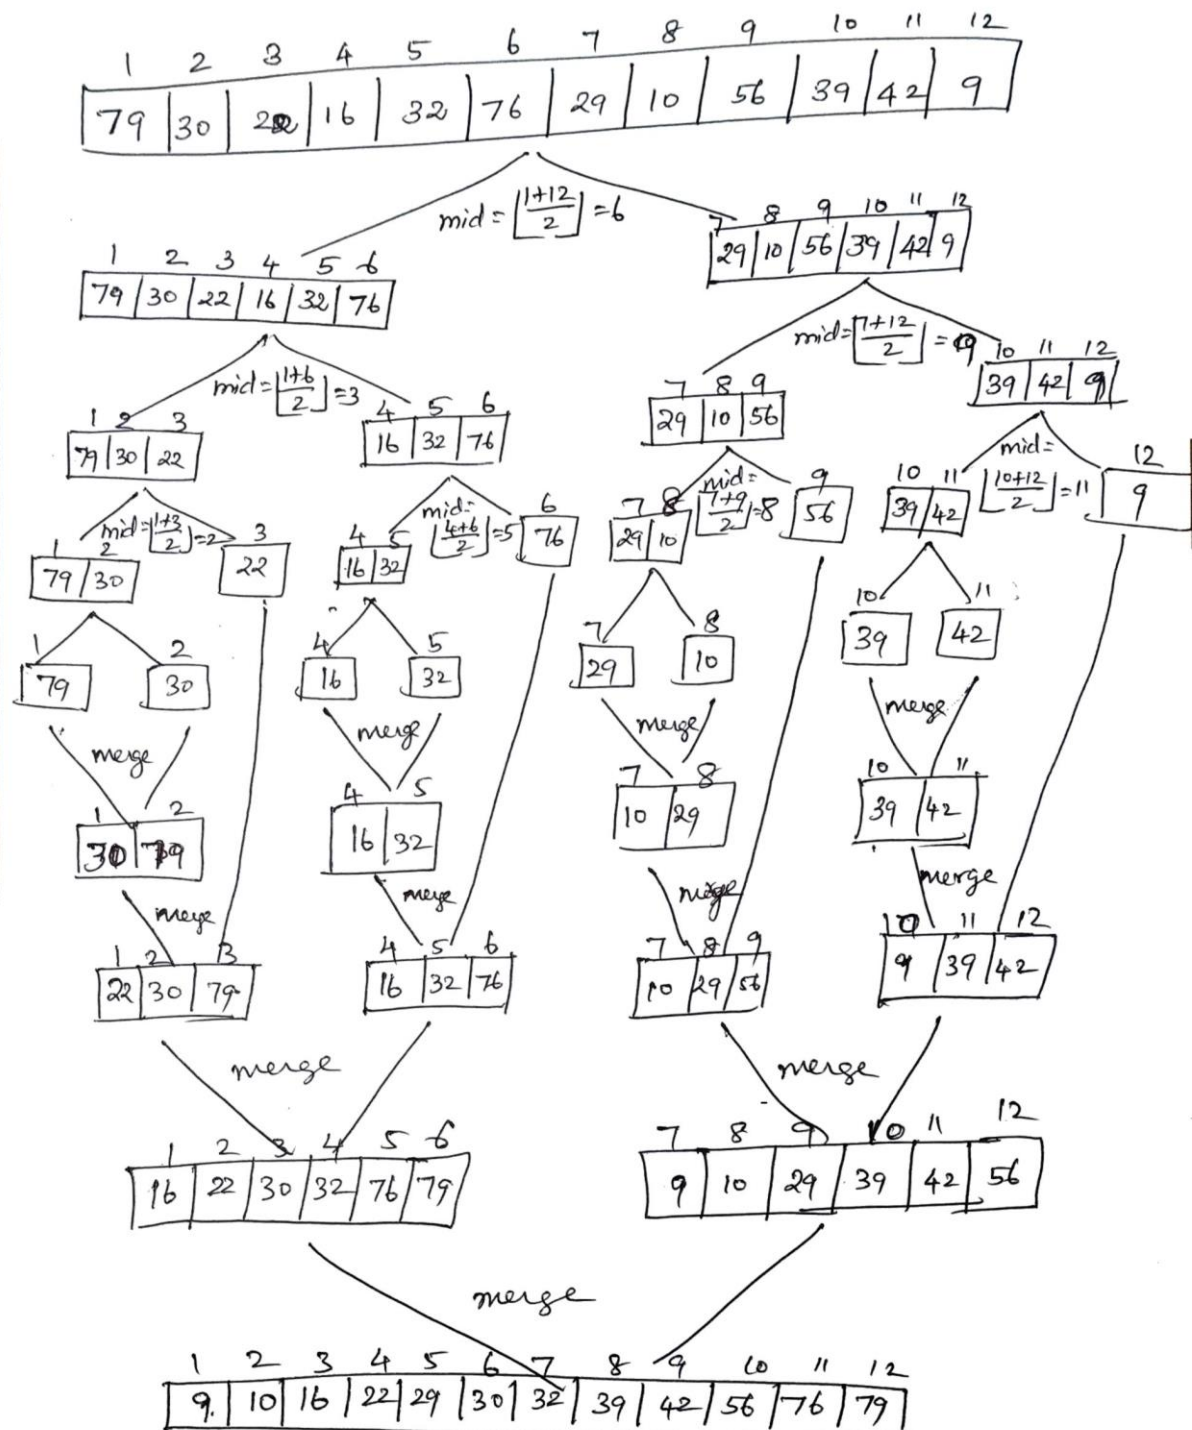 1 2 3 4 5 6 7 8 9 10 11 12
79 30 22 16 32 76 29 10 56 39 42 9
mid = ⌊(1+12)/2⌋ = 6
7 8 9 10 11 12
29 10 56 39 42 9
1 2 3 4 5 6
79 30 22 16 32 76
mid = ⌊(7+12)/2⌋ = 9
10 11 12
39 42 9
mid = ⌊(1+6)/2⌋ = 3
7 8 9
29 10 56
1 2 3
79 30 22
4 5 6
16 32 76
mid = ⌊(10+12)/2⌋ = 11
12
9
mid = ⌊(1+3)/2⌋ = 2
1 2
79 30
3
22
mid = ⌊(4+6)/2⌋ = 5
4 5
16 32
6
76
mid = ⌊(7+9)/2⌋ = 8
7 8
29 10
9
56
10 11
39 42
1 2 4 5 7 8 10 11
79 30 16 32 29 10 39 42
merge merge merge merge
1 2 4 5 7 8 10 11
30 79 16 32 10 29 39 42
merge merge merge merge
1 2 3 4 5 6 7 8 9 10 11 12
22 30 79 16 32 76 10 29 56 9 39 42
merge merge
1 2 3 4 5 6 7 8 9 10 11 12
16 22 30 32 76 79 9 10 29 39 42 56
merge
1 2 3 4 5 6 7 8 9 10 11 12
9 10 16 22 29 30 32 39 42 56 76 79